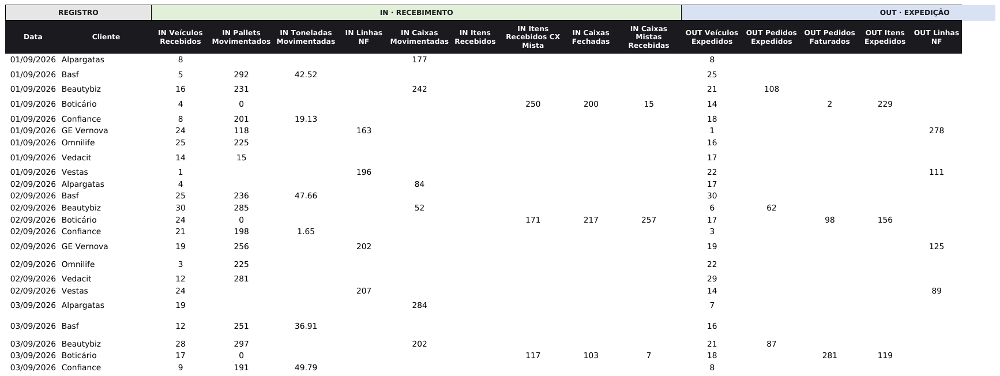 REGISTRO IN · RECEBIMENTO OUT · EXPEDIÇÃO
Data Cliente IN Veículos Recebidos IN Pallets Movimentados IN Toneladas Movimentadas IN Linhas NF IN Caixas Movimentadas IN Itens Recebidos IN Itens Recebidos CX Mista IN Caixas Fechadas IN Caixas Mistas Recebidas OUT Veículos Expedidos OUT Pedidos Expedidos OUT Pedidos Faturados OUT Itens Expedidos OUT Linhas NF
01/09/2026 Alpargatas 8 177 8
01/09/2026 Basf 5 292 42.52 25
01/09/2026 Beautybiz 16 231 242 21 108
01/09/2026 Boticário 4 0 250 200 15 14 2 229
01/09/2026 Confiance 8 201 19.13 18
01/09/2026 GE Vernova 24 118 163 1 278
01/09/2026 Omnilife 25 225 16
01/09/2026 Vedacit 14 15 17
01/09/2026 Vestas 1 196 22 111
02/09/2026 Alpargatas 4 84 17
02/09/2026 Basf 25 236 47.66 30
02/09/2026 Beautybiz 30 285 52 6 62
02/09/2026 Boticário 24 0 171 217 257 17 98 156
02/09/2026 Confiance 21 198 1.65 3
02/09/2026 GE Vernova 19 256 202 19 125
02/09/2026 Omnilife 3 225 22
02/09/2026 Vedacit 12 281 29
02/09/2026 Vestas 24 207 14 89
03/09/2026 Alpargatas 19 284 7
03/09/2026 Basf 12 251 36.91 16
03/09/2026 Beautybiz 28 297 202 21 87
03/09/2026 Boticário 17 0 117 103 7 18 281 119
03/09/2026 Confiance 9 191 49.79 8